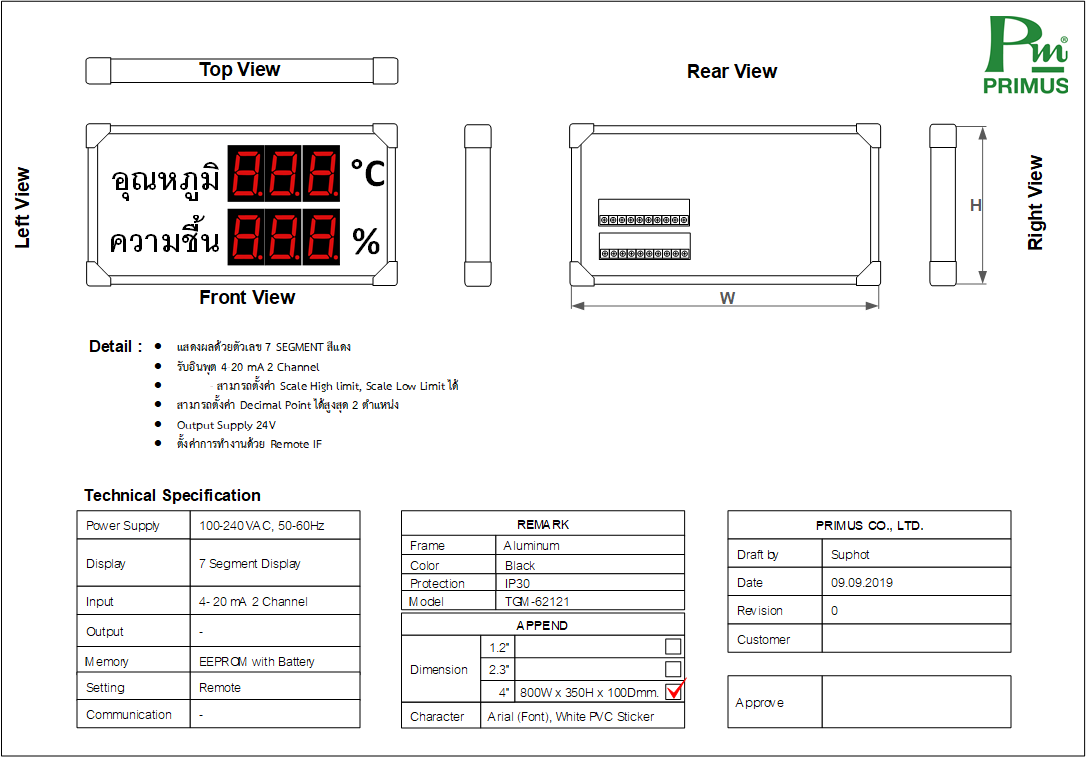 Pm®
PRIMUS
Top View
Rear View
Left View
อุณหภูมิ 8.8.8. °C
ความชื้น 8.8.8. %
Front View
H
Right View
W
Detail :
● แสดงผลด้วยตัวเลข 7 SEGMENT สีแดง
● รับอินพุต 4-20 mA 2 Channel
● - สามารถตั้งค่า Scale High limit, Scale Low Limit ได้
● สามารถตั้งค่า Decimal Point ได้สูงสุด 2 ตำแหน่ง
● Output Supply 24V
● ตั้งค่าการทำงานด้วย Remote IF
Technical Specification
Power Supply 100-240 VAC, 50-60Hz
Display 7 Segment Display
Input 4- 20 mA 2 Channel
Output -
Memory EEPROM with Battery
Setting Remote
Communication -
REMARK
Frame Aluminum
Color Black
Protection IP30
Model TGM-62121
APPEND
Dimension
1.2"
2.3"
4" 800W x 350H x 100Dmm.
Character Arial (Font), White PVC Sticker
PRIMUS CO., LTD.
Draft by Suphot
Date 09.09.2019
Revision 0
Customer
Approve